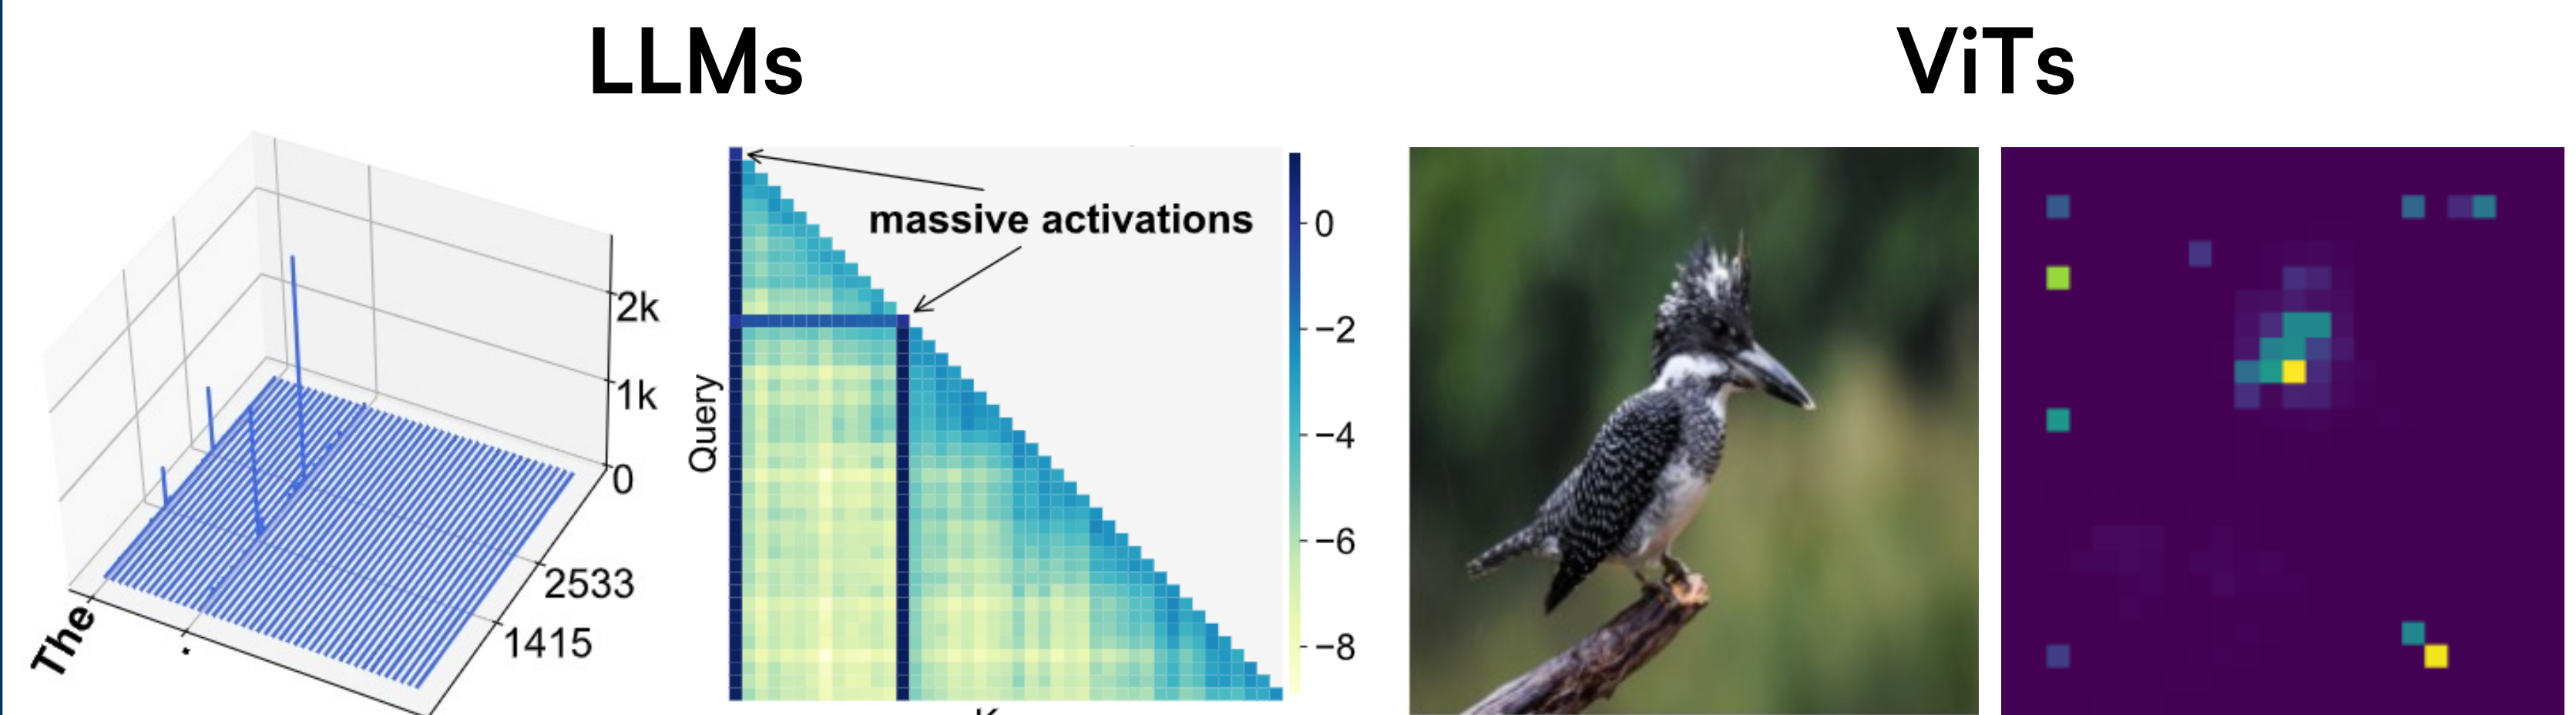 LLMs
ViTs
2k
1k
0
2533
1415
The
.
massive activations
Query
0
−2
−4
−6
−8